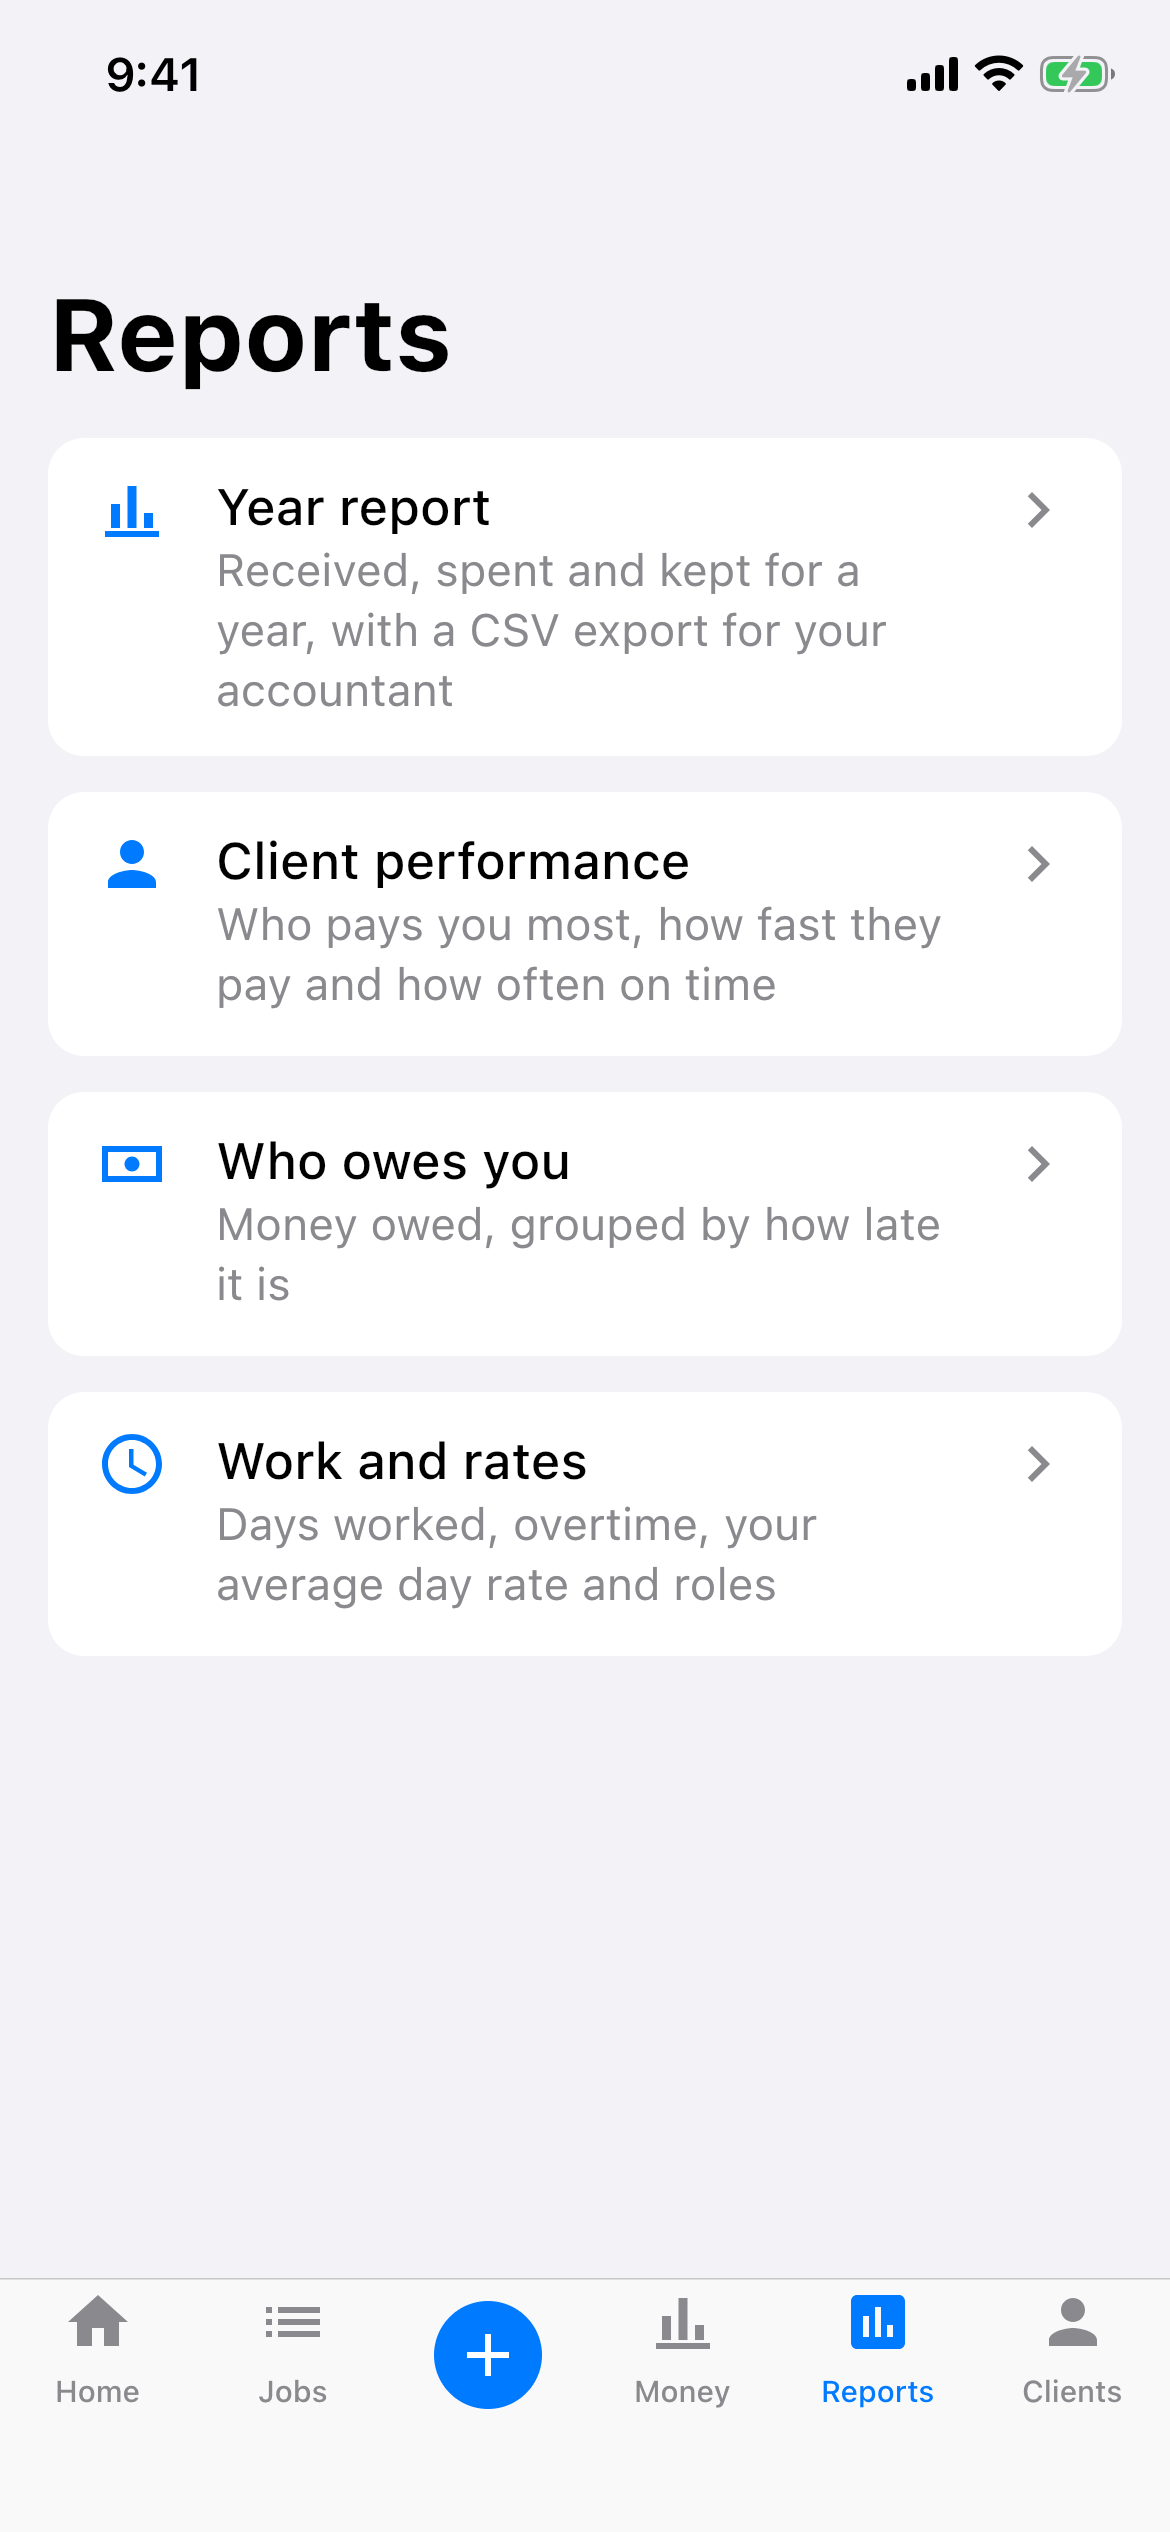 9:41
Reports
Year report
Received, spent and kept for a
year, with a CSV export for your
accountant
Client performance
Who pays you most, how fast they
pay and how often on time
Who owes you
Money owed, grouped by how late
it is
Work and rates
Days worked, overtime, your
average day rate and roles
Home
Jobs
Money
Reports
Clients